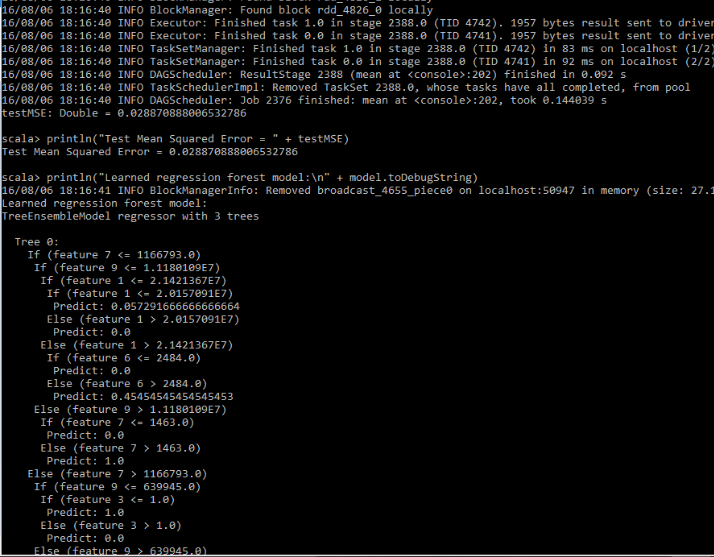 16/08/06 18:16:40 INFO BlockManager: Found block rdd_4826_0 locally
16/08/06 18:16:40 INFO Executor: Finished task 1.0 in stage 2388.0 (TID 4742). 1957 bytes result sent to driver
16/08/06 18:16:40 INFO Executor: Finished task 0.0 in stage 2388.0 (TID 4741). 1957 bytes result sent to driver
16/08/06 18:16:40 INFO TaskSetManager: Finished task 1.0 in stage 2388.0 (TID 4742) in 83 ms on localhost (1/2)
16/08/06 18:16:40 INFO TaskSetManager: Finished task 0.0 in stage 2388.0 (TID 4741) in 92 ms on localhost (2/2)
16/08/06 18:16:40 INFO DAGScheduler: ResultStage 2388 (mean at <console>:202) finished in 0.092 s
16/08/06 18:16:40 INFO TaskSchedulerImpl: Removed TaskSet 2388.0, whose tasks have all completed, from pool
16/08/06 18:16:40 INFO DAGScheduler: Job 2376 finished: mean at <console>:202, took 0.144039 s
testMSE: Double = 0.028870888006532786
scala> println("Test Mean Squared Error = " + testMSE)
Test Mean Squared Error = 0.028870888006532786
scala> println("Learned regression forest model:\n" + model.toDebugString)
16/08/06 18:16:41 INFO BlockManagerInfo: Removed broadcast_4655_piece0 on localhost:50947 in memory (size: 27.1
Learned regression forest model:
TreeEnsembleModel regressor with 3 trees
Tree 0:
If (feature 7 <= 1166793.0)
If (feature 9 <= 1.1180109E7)
If (feature 1 <= 2.1421367E7)
If (feature 1 <= 2.0157091E7)
Predict: 0.057291666666666664
Else (feature 1 > 2.0157091E7)
Predict: 0.0
Else (feature 1 > 2.1421367E7)
If (feature 6 <= 2484.0)
Predict: 0.0
Else (feature 6 > 2484.0)
Predict: 0.45454545454545453
Else (feature 9 > 1.1180109E7)
If (feature 7 <= 1463.0)
Predict: 0.0
Else (feature 7 > 1463.0)
Predict: 1.0
Else (feature 7 > 1166793.0)
If (feature 9 <= 639945.0)
If (feature 3 <= 1.0)
Predict: 1.0
Else (feature 3 > 1.0)
Predict: 0.0
Else (feature 9 > 639945.0)